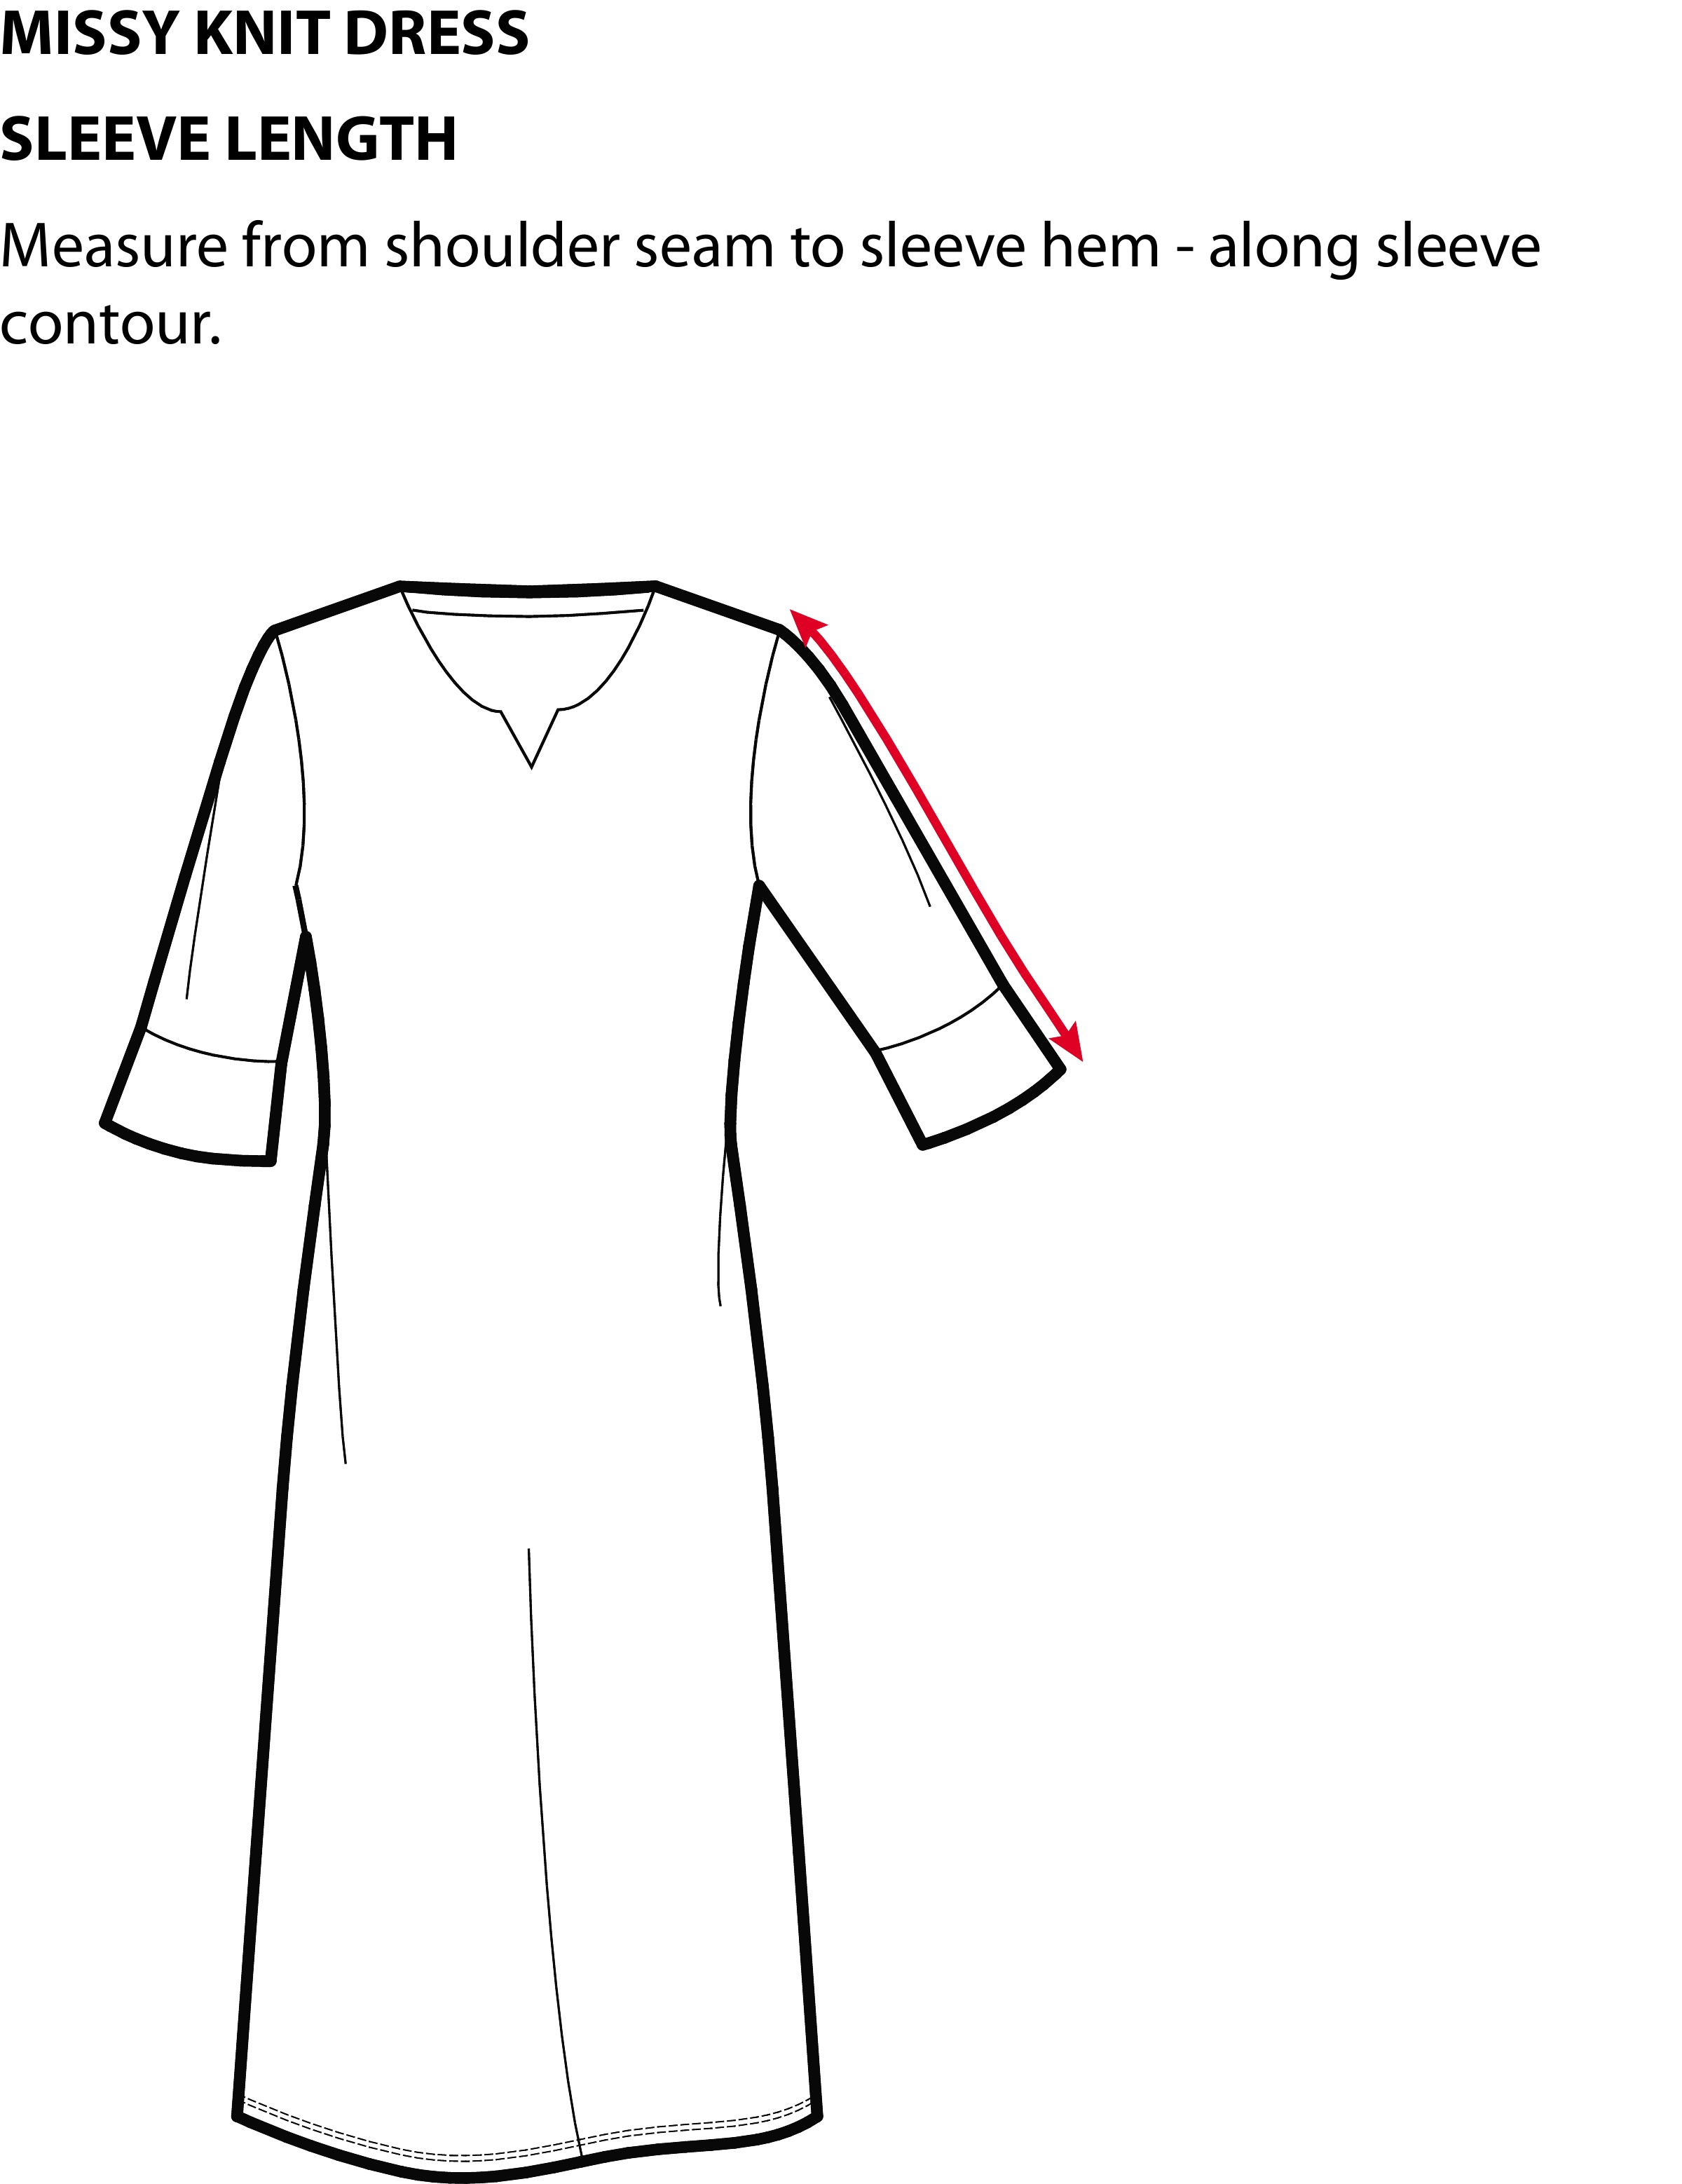 MISSY KNIT DRESS
SLEEVE LENGTH
Measure from shoulder seam to sleeve hem - along sleeve
contour.